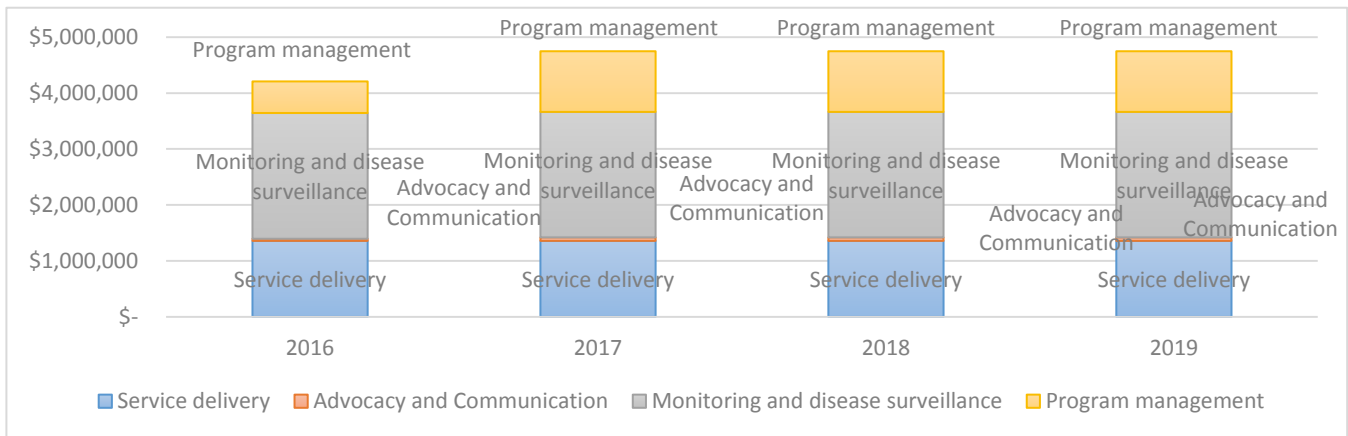 $5,000,000
$4,000,000
$3,000,000
$2,000,000
$1,000,000
$-
Program management
Program management
Program management
Program management
Monitoring and disease
surveillance
Monitoring and disease
surveillance
Monitoring and disease
surveillance
Monitoring and disease
surveillance
Advocacy and
Communication
Advocacy and
Communication
Advocacy and
Communication
Advocacy and
Communication
Service delivery
Service delivery
Service delivery
Service delivery
2016
2017
2018
2019
Service delivery
Advocacy and Communication
Monitoring and disease surveillance
Program management